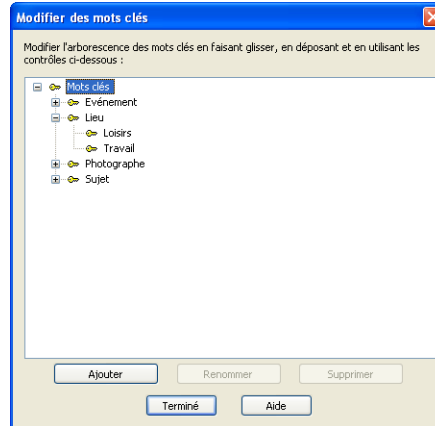 Modifier des mots clés
Modifier l'arborescence des mots clés en faisant glisser, en déposant et en utilisant les
contrôles ci-dessous :
Mots clés
Evénement
Lieu
Loisirs
Travail
Photographe
Sujet
Ajouter Renommer Supprimer
Terminé Aide